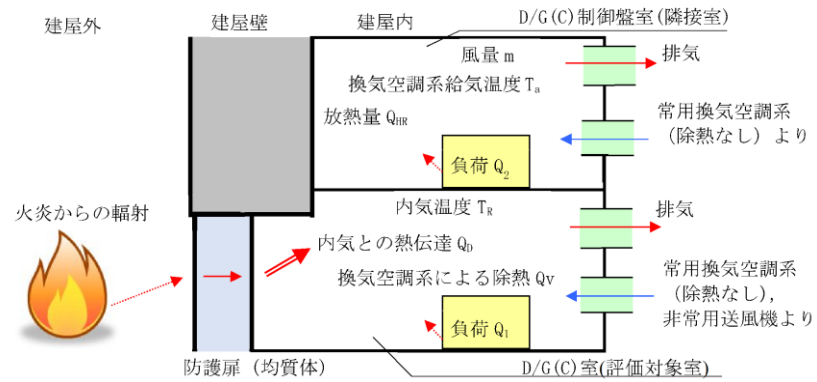 建屋外
建屋壁
建屋内
D/G(C)制御盤室(隣接室)
風量 m
排気
換気空調系給気温度 Ta
放熱量 QHR
常用換気空調系
（除熱なし）より
負荷 Q2
内気温度 TR
排気
火炎からの輻射
内気との熱伝達 QD
換気空調系による除熱 Qv
常用換気空調系
（除熱なし），
非常用送風機より
負荷 Q1
防護扉（均質体）
D/G(C)室(評価対象室)